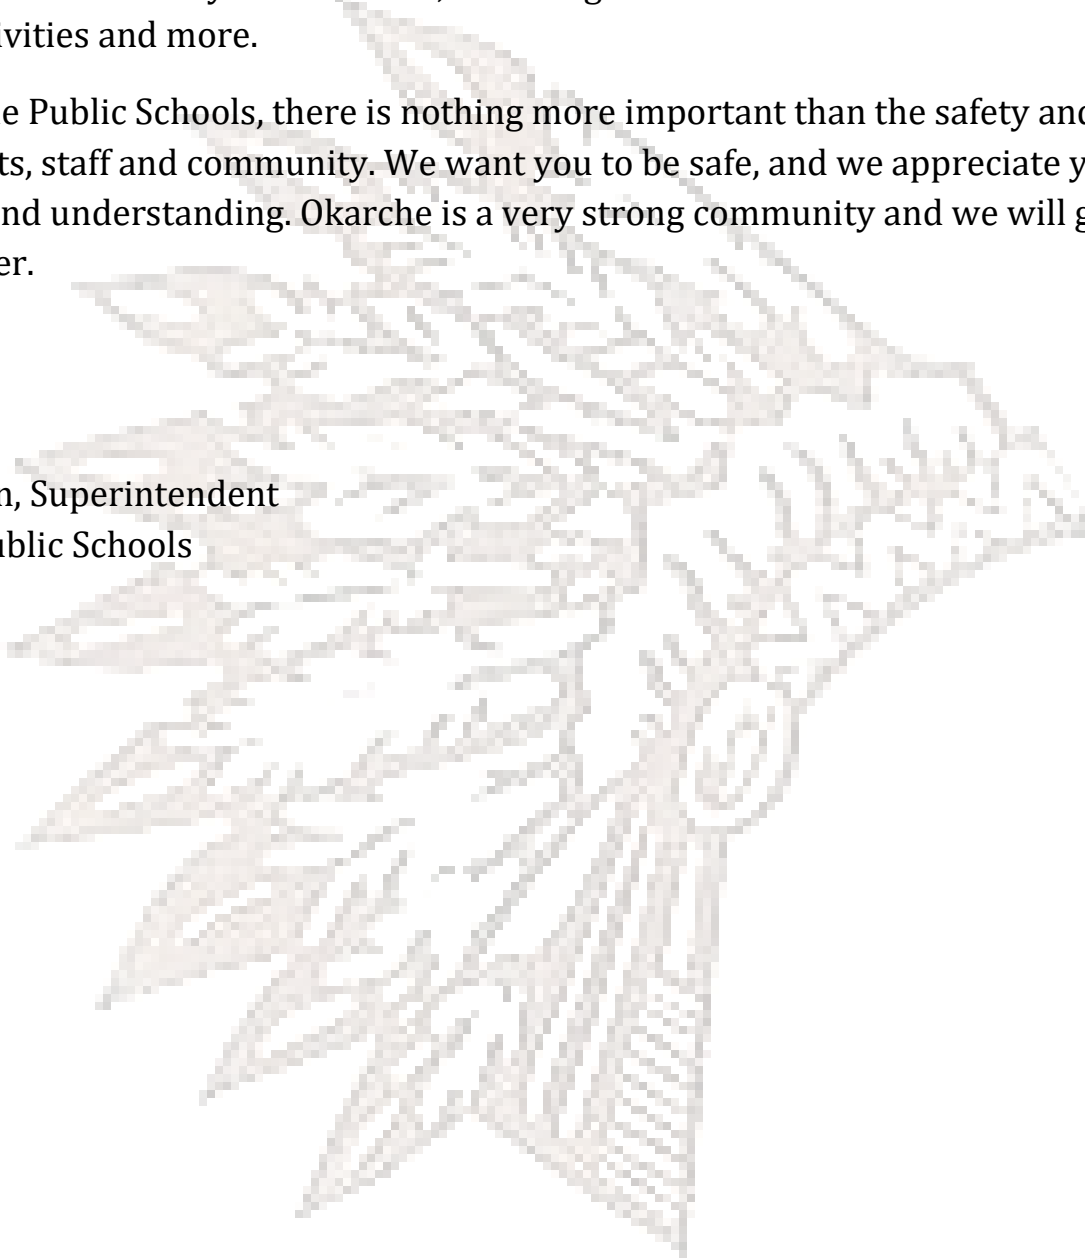 ivities and more.
e Public Schools, there is nothing more important than the safety and
ts, staff and community. We want you to be safe, and we appreciate y
nd understanding. Okarche is a very strong community and we will g
er.
n, Superintendent
ublic Schools